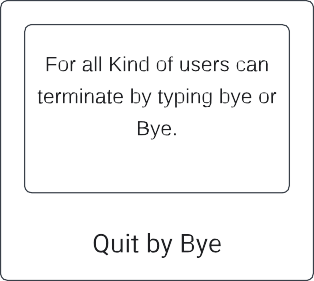 For all Kind of users can
terminate by typing bye or
Bye.
Quit by Bye